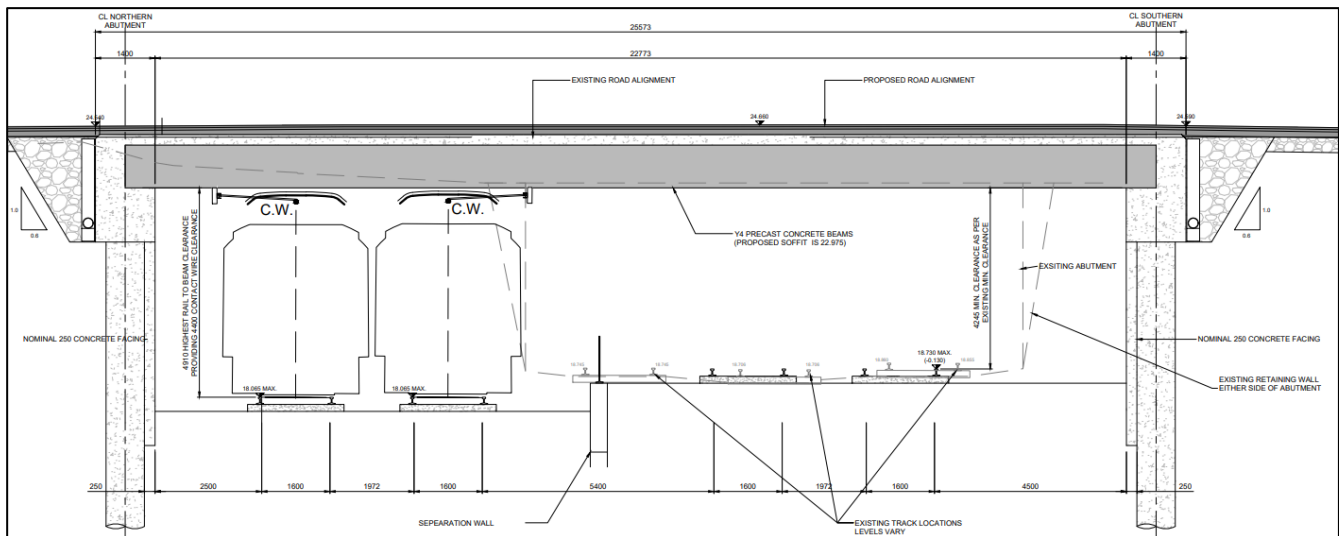 CL NORTHERN
ABUTMENT
CL SOUTHERN
ABUTMENT
25573
1400
22773
1400
EXISTING ROAD ALIGNMENT
PROPOSED ROAD ALIGNMENT
24.540
24.660
24.590
C.W.
C.W.
Y4 PRECAST CONCRETE BEAMS
(PROPOSED SOFFIT IS 22.975)
1.0
0.6
1.0
0.6
4910 HIGHEST RAIL TO BEAM CLEARANCE
PROVIDING 4400 CONTACT WIRE CLEARANCE
4245 MIN. CLEARANCE AS PER
EXISTING MIN. CLEARANCE
EXSITING ABUTMENT
NOMINAL 250 CONCRETE FACING
NOMINAL 250 CONCRETE FACING
18.730 MAX.
(-0.130)
18.065 MAX.
18.065 MAX.
EXISTING RETAINING WALL
EITHER SIDE OF ABUTMENT
250
2500
1600
1972
1600
5400
1600
1972
1600
4500
250
SEPERATION WALL
EXISTING TRACK LOCATIONS
LEVELS VARY